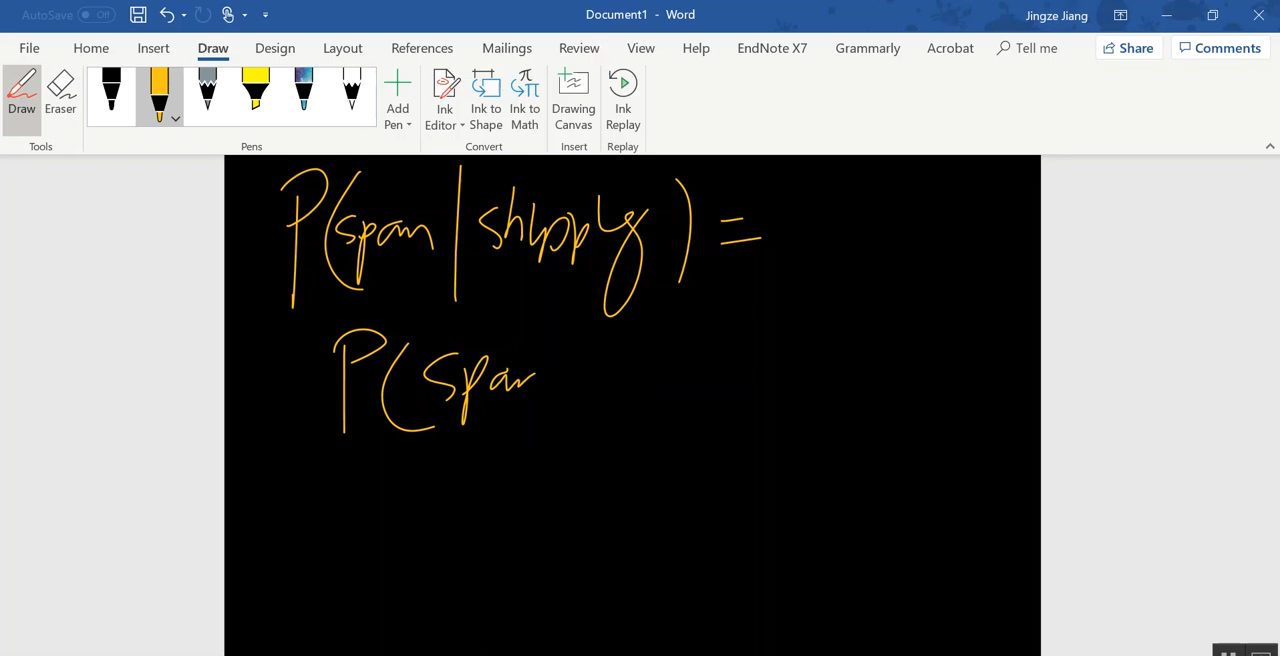 AutoSave Off Document1 - Word Jingze Jiang
File Home Insert Draw Design Layout References Mailings Review View Help EndNote X7 Grammarly Acrobat Tell me Share Comments
Draw Eraser Add Pen Ink Editor Ink to Shape Ink to Math Drawing Canvas Ink Replay
Tools Pens Convert Insert Replay
P(spam | shipply) =
P(spam